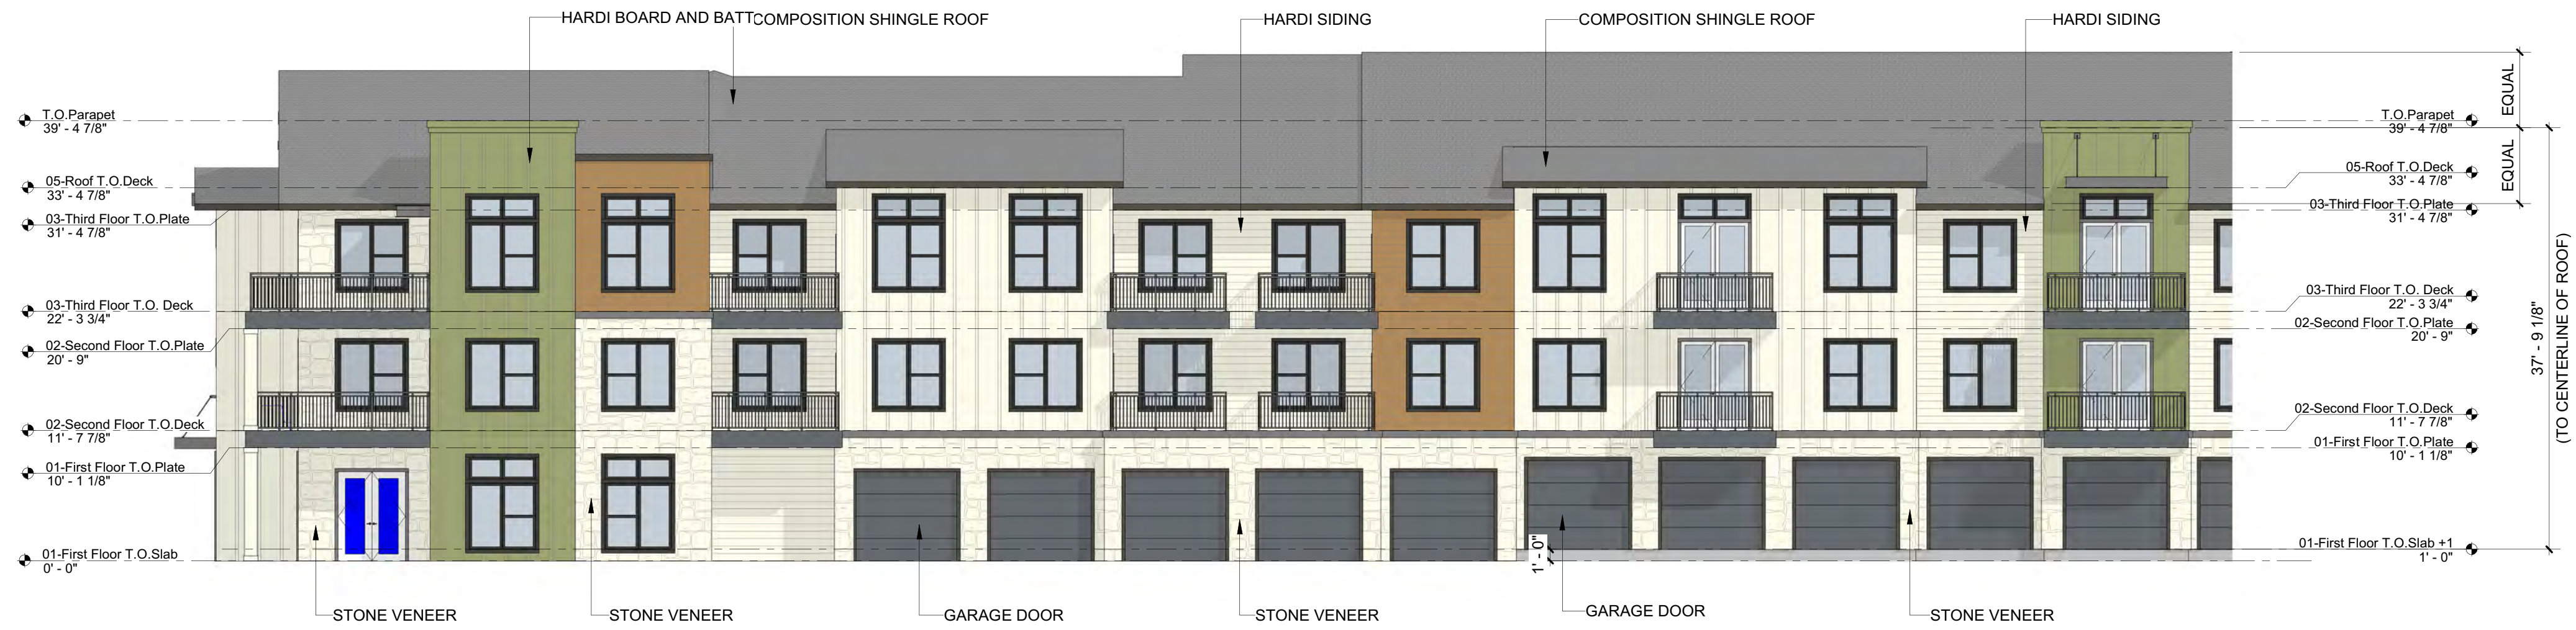 HARDI BOARD AND BATT
COMPOSITION SHINGLE ROOF
HARDI SIDING
COMPOSITION SHINGLE ROOF
HARDI SIDING
T.O.Parapet
39' - 4 7/8"
05-Roof T.O.Deck
33' - 4 7/8"
03-Third Floor T.O.Plate
31' - 4 7/8"
03-Third Floor T.O. Deck
22' - 3 3/4"
02-Second Floor T.O.Plate
20' - 9"
02-Second Floor T.O.Deck
11' - 7 7/8"
01-First Floor T.O.Plate
10' - 1 1/8"
01-First Floor T.O.Slab
0' - 0"
T.O.Parapet
39' - 4 7/8"
05-Roof T.O.Deck
33' - 4 7/8"
03-Third Floor T.O.Plate
31' - 4 7/8"
03-Third Floor T.O. Deck
22' - 3 3/4"
02-Second Floor T.O.Plate
20' - 9"
02-Second Floor T.O.Deck
11' - 7 7/8"
01-First Floor T.O.Plate
10' - 1 1/8"
01-First Floor T.O.Slab +1
1' - 0"
EQUAL
EQUAL
37' - 9 1/8"
(TO CENTERLINE OF ROOF)
1' - 0"
STONE VENEER
STONE VENEER
GARAGE DOOR
STONE VENEER
GARAGE DOOR
STONE VENEER